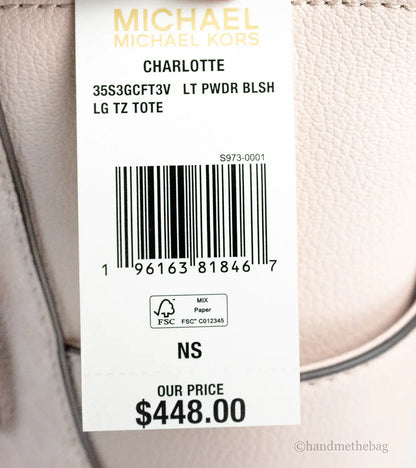 MICHAEL
MICHAEL KORS
CHARLOTTE
35S3GCFT3V LT PWDR BLSH
LG TZ TOTE
S973-0001
1 96163 81846 7
FSC
MIX
Paper
FSC™ C012345
NS
OUR PRICE
$448.00
©handmethebag